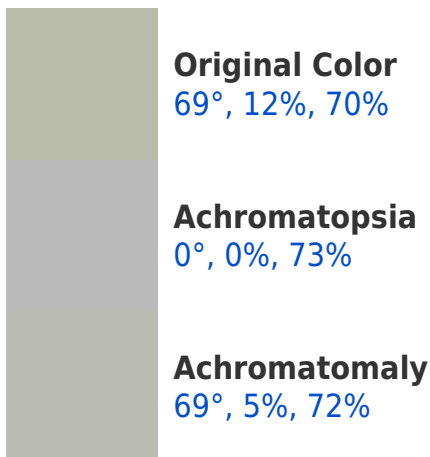 Original Color
69°, 12%, 70%
Achromatopsia
0°, 0%, 73%
Achromatomaly
69°, 5%, 72%